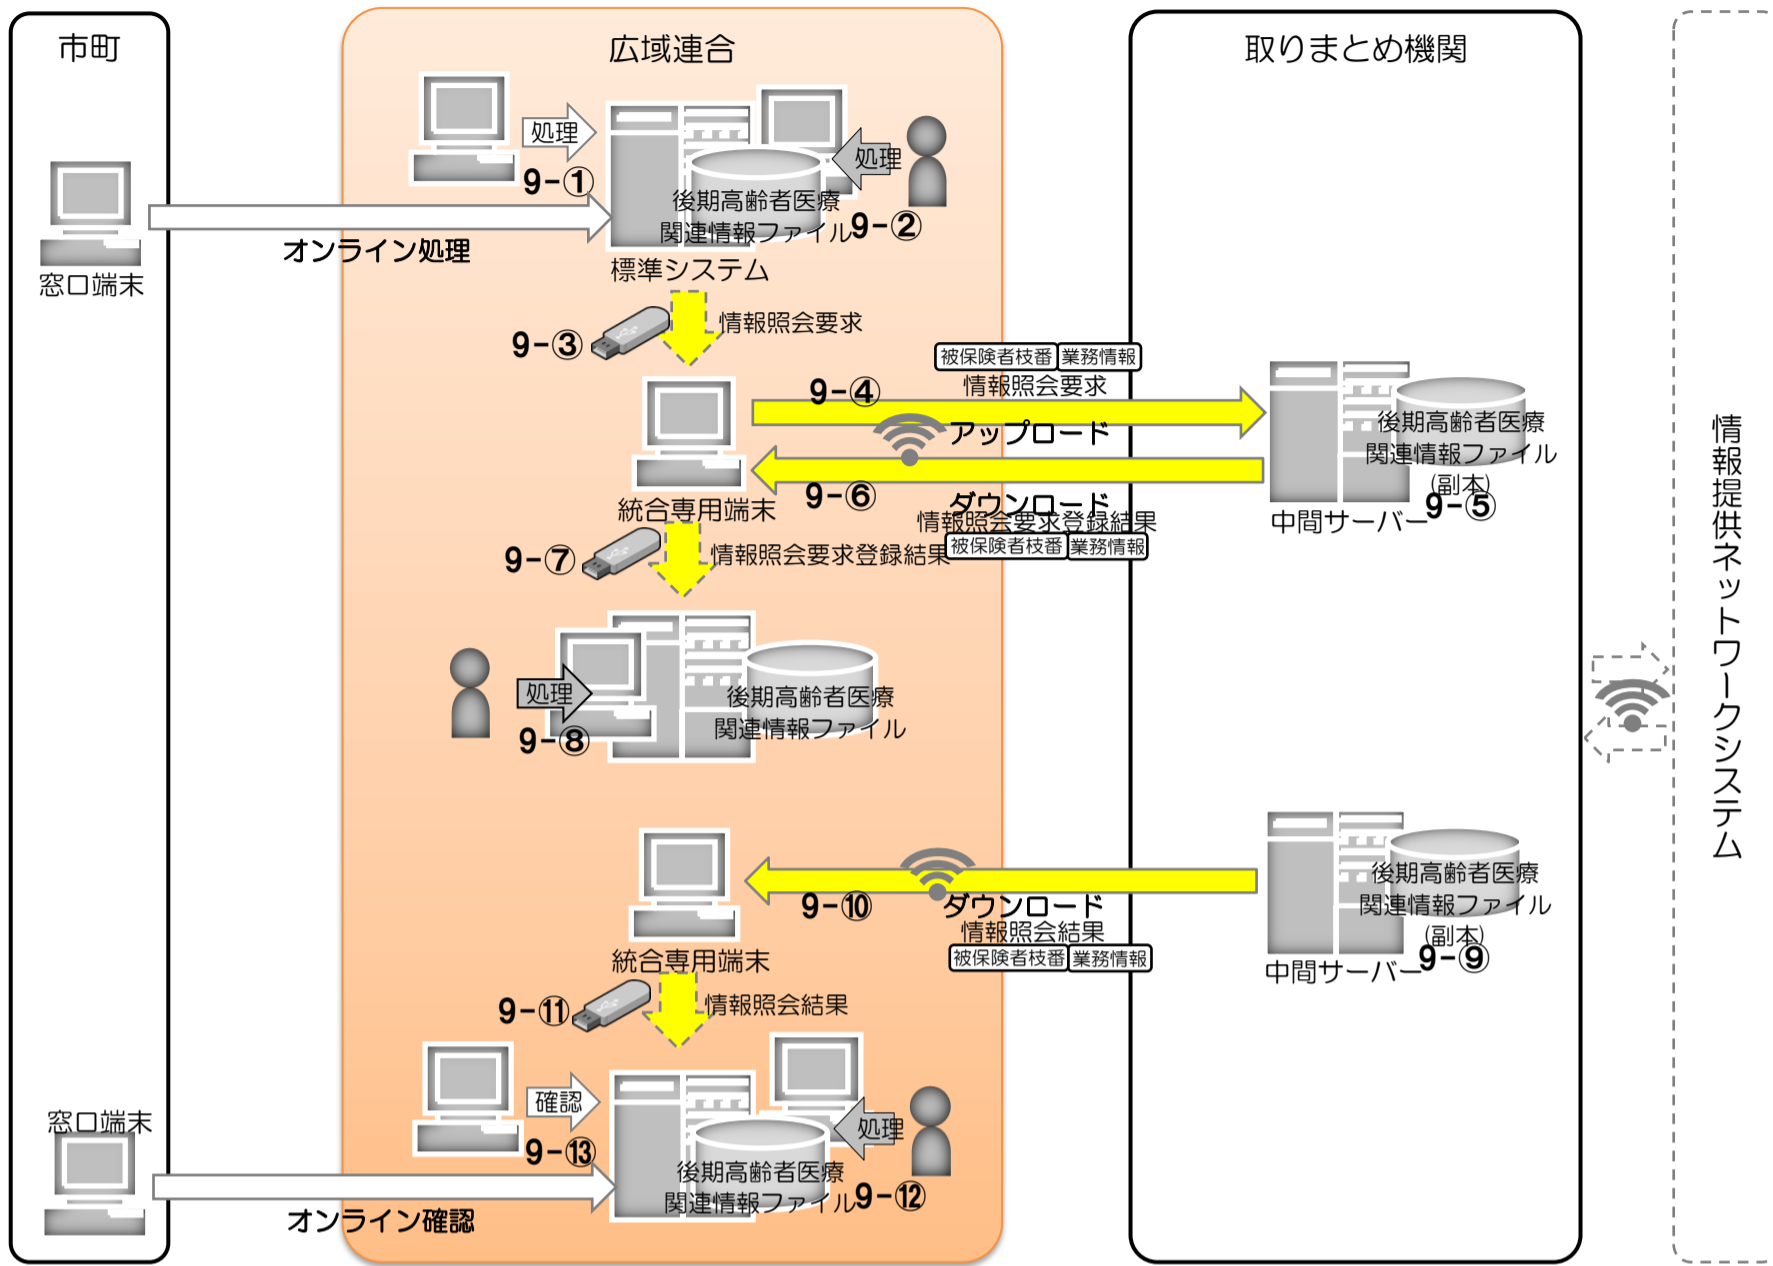 市町
広域連合
取りまとめ機関
処理
9-①
処理
後期高齢者医療
関連情報ファイル
9-②
窓口端末
オンライン処理
標準システム
9-③
情報照会要求
被保険者枝番
業務情報
情報照会要求
9-④
アップロード
後期高齢者医療
関連情報ファイル
(副本)
9-⑤
中間サーバー
統合専用端末
9-⑥
ダウンロード
情報照会要求登録結果
被保険者枝番
業務情報
9-⑦
情報照会要求登録結果
処理
9-⑧
後期高齢者医療
関連情報ファイル
情報提供ネットワークシステム
後期高齢者医療
関連情報ファイル
(副本)
9-⑨
中間サーバー
9-⑩
ダウンロード
情報照会結果
被保険者枝番
業務情報
統合専用端末
9-⑪
情報照会結果
確認
9-⑬
処理
後期高齢者医療
関連情報ファイル
9-⑫
窓口端末
オンライン確認